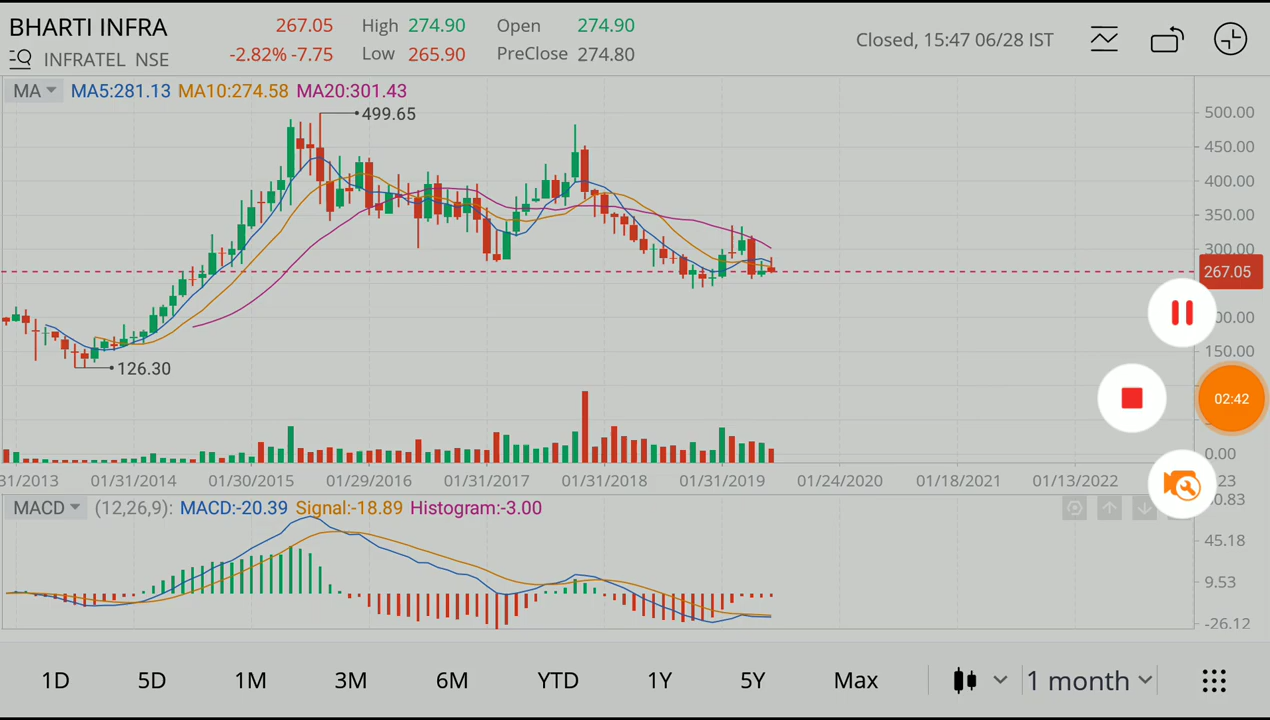 BHARTI INFRA 267.05 High 274.90 Open 274.90
INFRATEL NSE -2.82% -7.75 Low 265.90 PreClose 274.80
Closed, 15:47 06/28 IST
MA MA5:281.13 MA10:274.58 MA20:301.43
499.65
126.30
500.00
450.00
400.00
350.00
300.00
267.05
00.00
150.00
02:42
0.00
31/2013 01/31/2014 01/30/2015 01/29/2016 01/31/2017 01/31/2018 01/31/2019 01/24/2020 01/18/2021 01/13/2022 23
MACD (12,26,9): MACD:-20.39 Signal:-18.89 Histogram:-3.00
0.83
45.18
9.53
-26.12
1D 5D 1M 3M 6M YTD 1Y 5Y Max 1 month